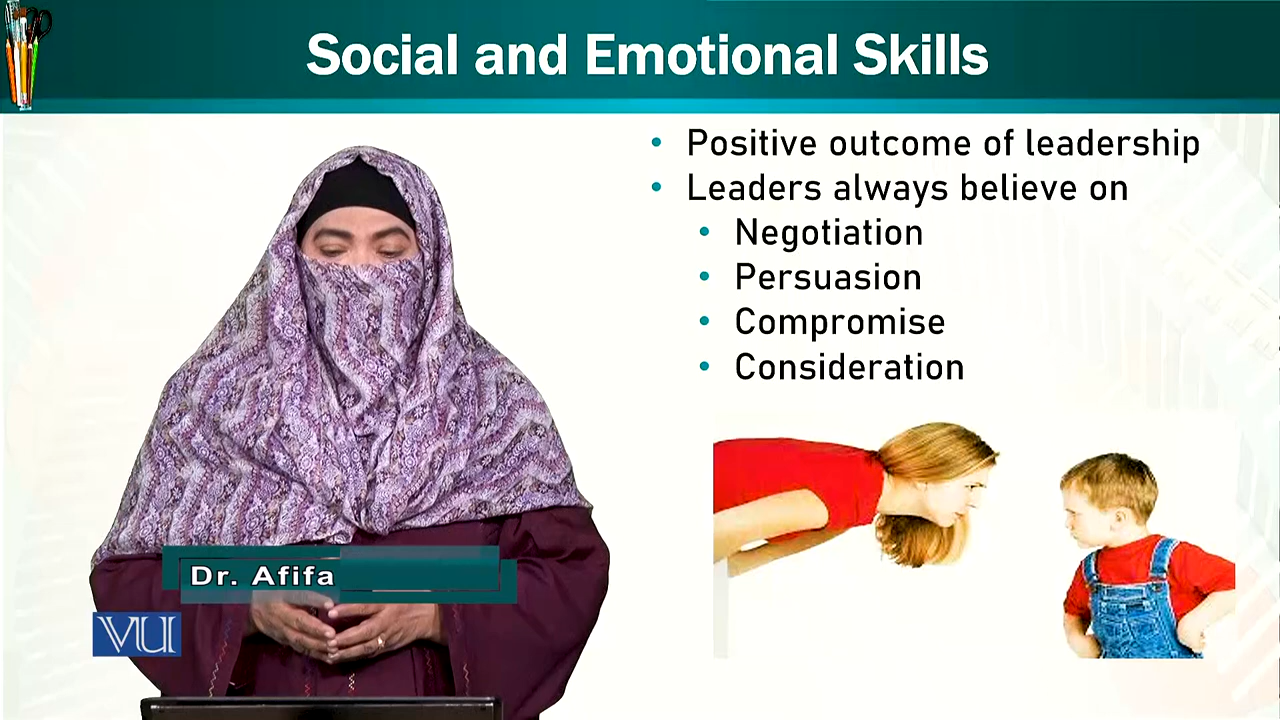 Social and Emotional Skills
• Positive outcome of leadership
• Leaders always believe on
• Negotiation
• Persuasion
• Compromise
• Consideration
Dr. Afifa
VU